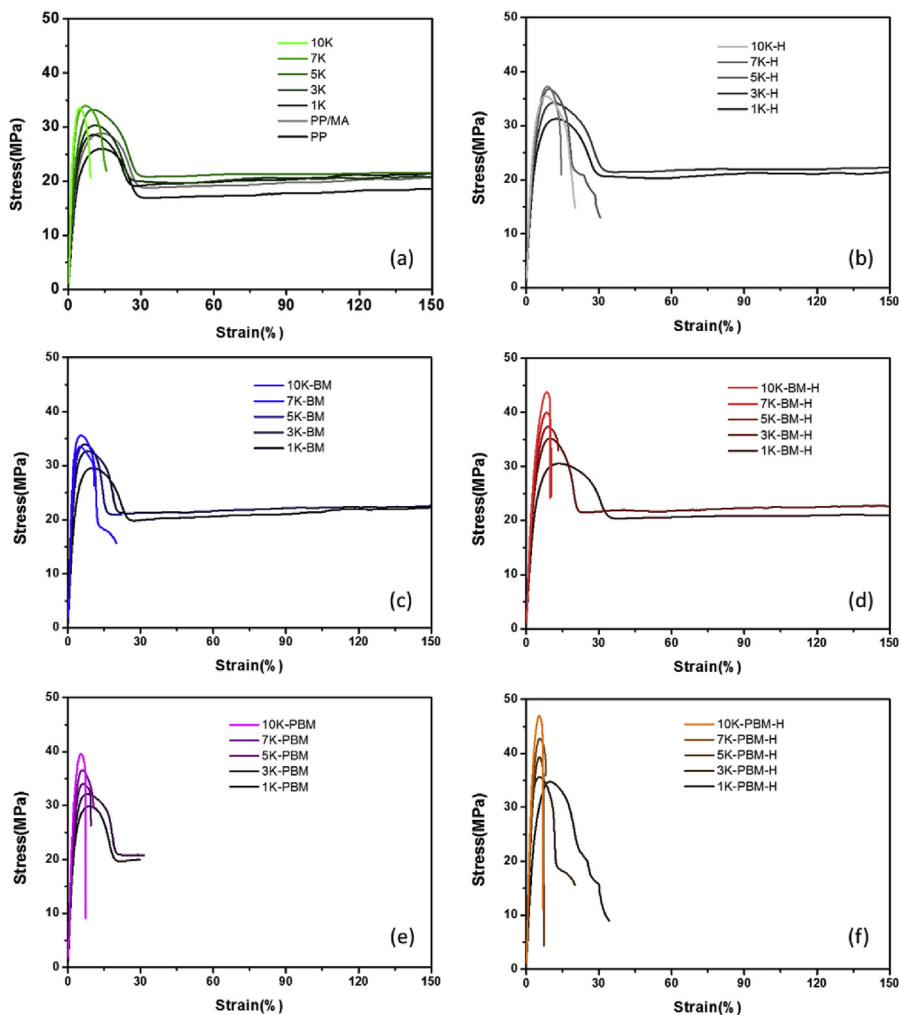 50
40
30
20
10
0
Stress(MPa)
10K
7K
5K
3K
1K
PP/MA
PP
(a)
0 30 60 90 120 150
Strain(%)
50
40
30
20
10
0
Stress(MPa)
10K-H
7K-H
5K-H
3K-H
1K-H
(b)
0 30 60 90 120 150
Strain(%)
50
40
30
20
10
0
Stress(MPa)
10K-BM
7K-BM
5K-BM
3K-BM
1K-BM
(c)
0 30 60 90 120 150
Strain(%)
50
40
30
20
10
0
Stress(MPa)
10K-BM-H
7K-BM-H
5K-BM-H
3K-BM-H
1K-BM-H
(d)
0 30 60 90 120 150
Strain(%)
50
40
30
20
10
0
Stress(MPa)
10K-PBM
7K-PBM
5K-PBM
3K-PBM
1K-PBM
(e)
0 30 60 90 120 150
Strain(%)
50
40
30
20
10
0
Stress(MPa)
10K-PBM-H
7K-PBM-H
5K-PBM-H
3K-PBM-H
1K-PBM-H
(f)
0 30 60 90 120 150
Strain(%)